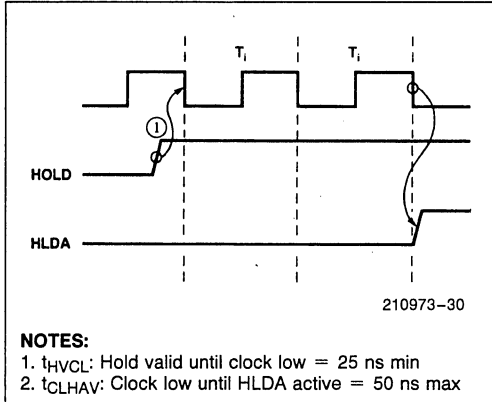 Ti Ti
1
HOLD
HLDA
210973-30
NOTES:
1. tHVCL: Hold valid until clock low = 25 ns min
2. tCLHAV: Clock low until HLDA active = 50 ns max